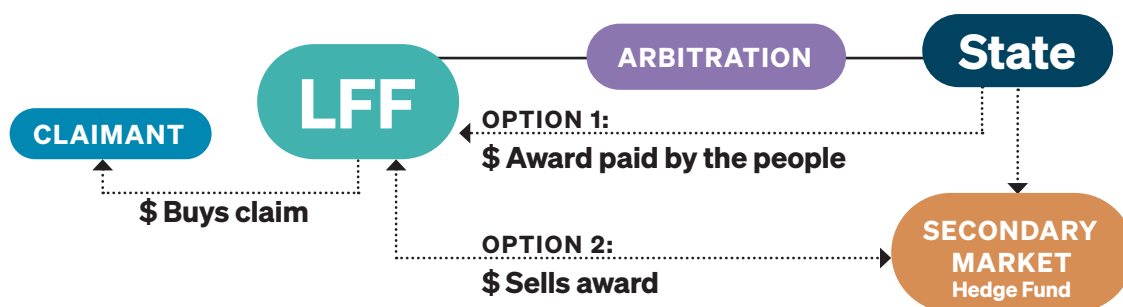 ARBITRATION
State
LFF
CLAIMANT
OPTION 1:
$ Award paid by the people
$ Buys claim
OPTION 2:
$ Sells award
SECONDARY
MARKET
Hedge Fund